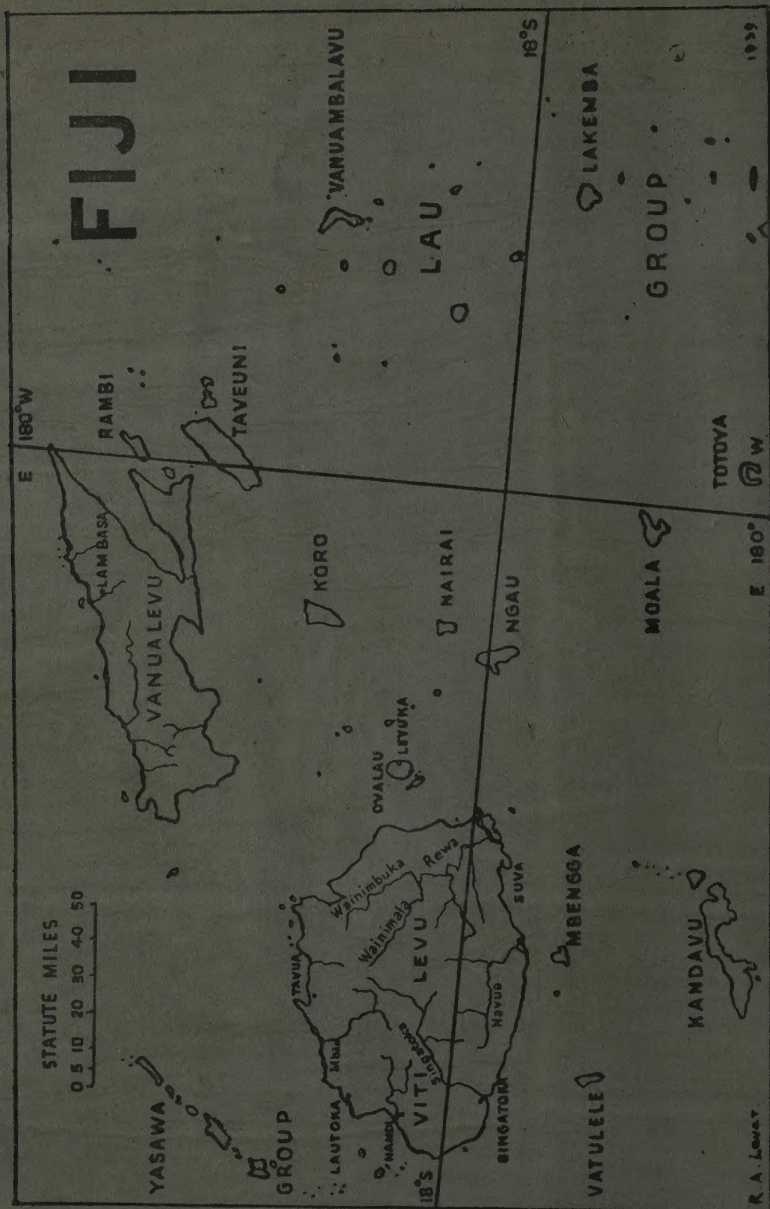 FIJI
STATUTE MILES
0 5 10 20 30 40 50
YASAWA
GROUP
E 180°W
RAMBI
LAMBASA
VANUALEVU
TAVEUNI
VANUAMBALAVU
LAU
KORO
NAIRAI
NGAU
OVALAU
LEVUKA
TAVUA
Wainimbuka
Wainimala
Rewa
Mba
LAUTOKA
NANDI
VITI LEVU
Singatoka
Navua
SUVA
SINGATOKA
18°S
18°S
LAKEMBA
GROUP
MBENGGA
VATULELE
KANDAVU
MOALA
TOTOYA
E 180° W
R.A. Lever.
1939